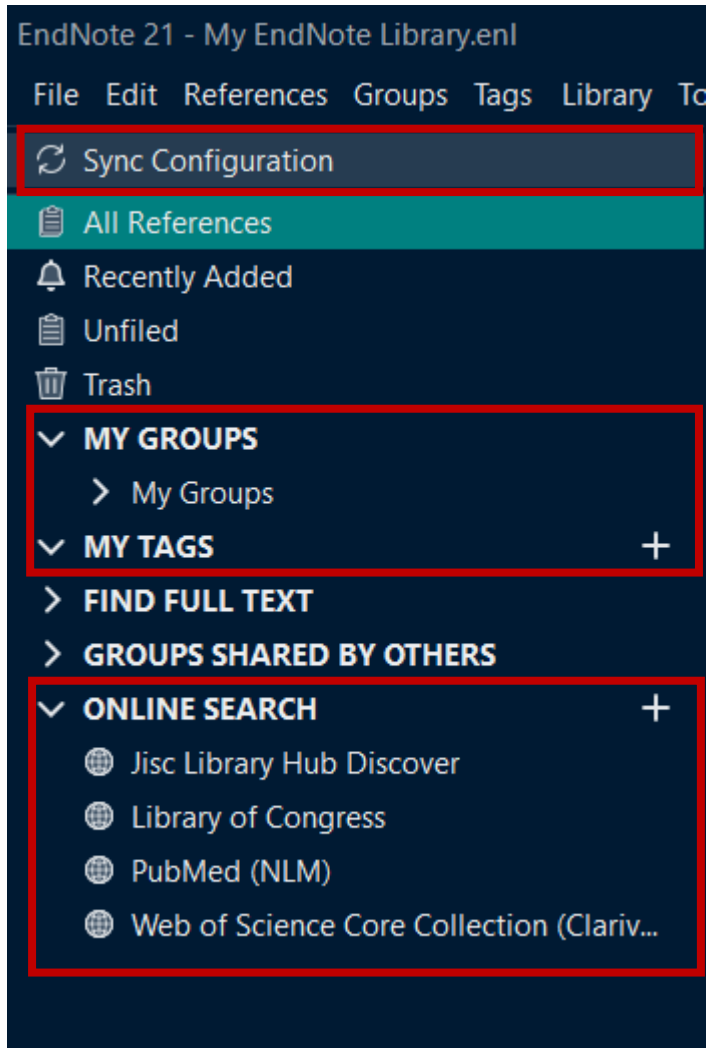 EndNote 21 - My EndNote Library.enl
File Edit References Groups Tags Library To
Sync Configuration
All References
Recently Added
Unfiled
Trash
MY GROUPS
My Groups
MY TAGS +
FIND FULL TEXT
GROUPS SHARED BY OTHERS
ONLINE SEARCH +
Jisc Library Hub Discover
Library of Congress
PubMed (NLM)
Web of Science Core Collection (Clariv...